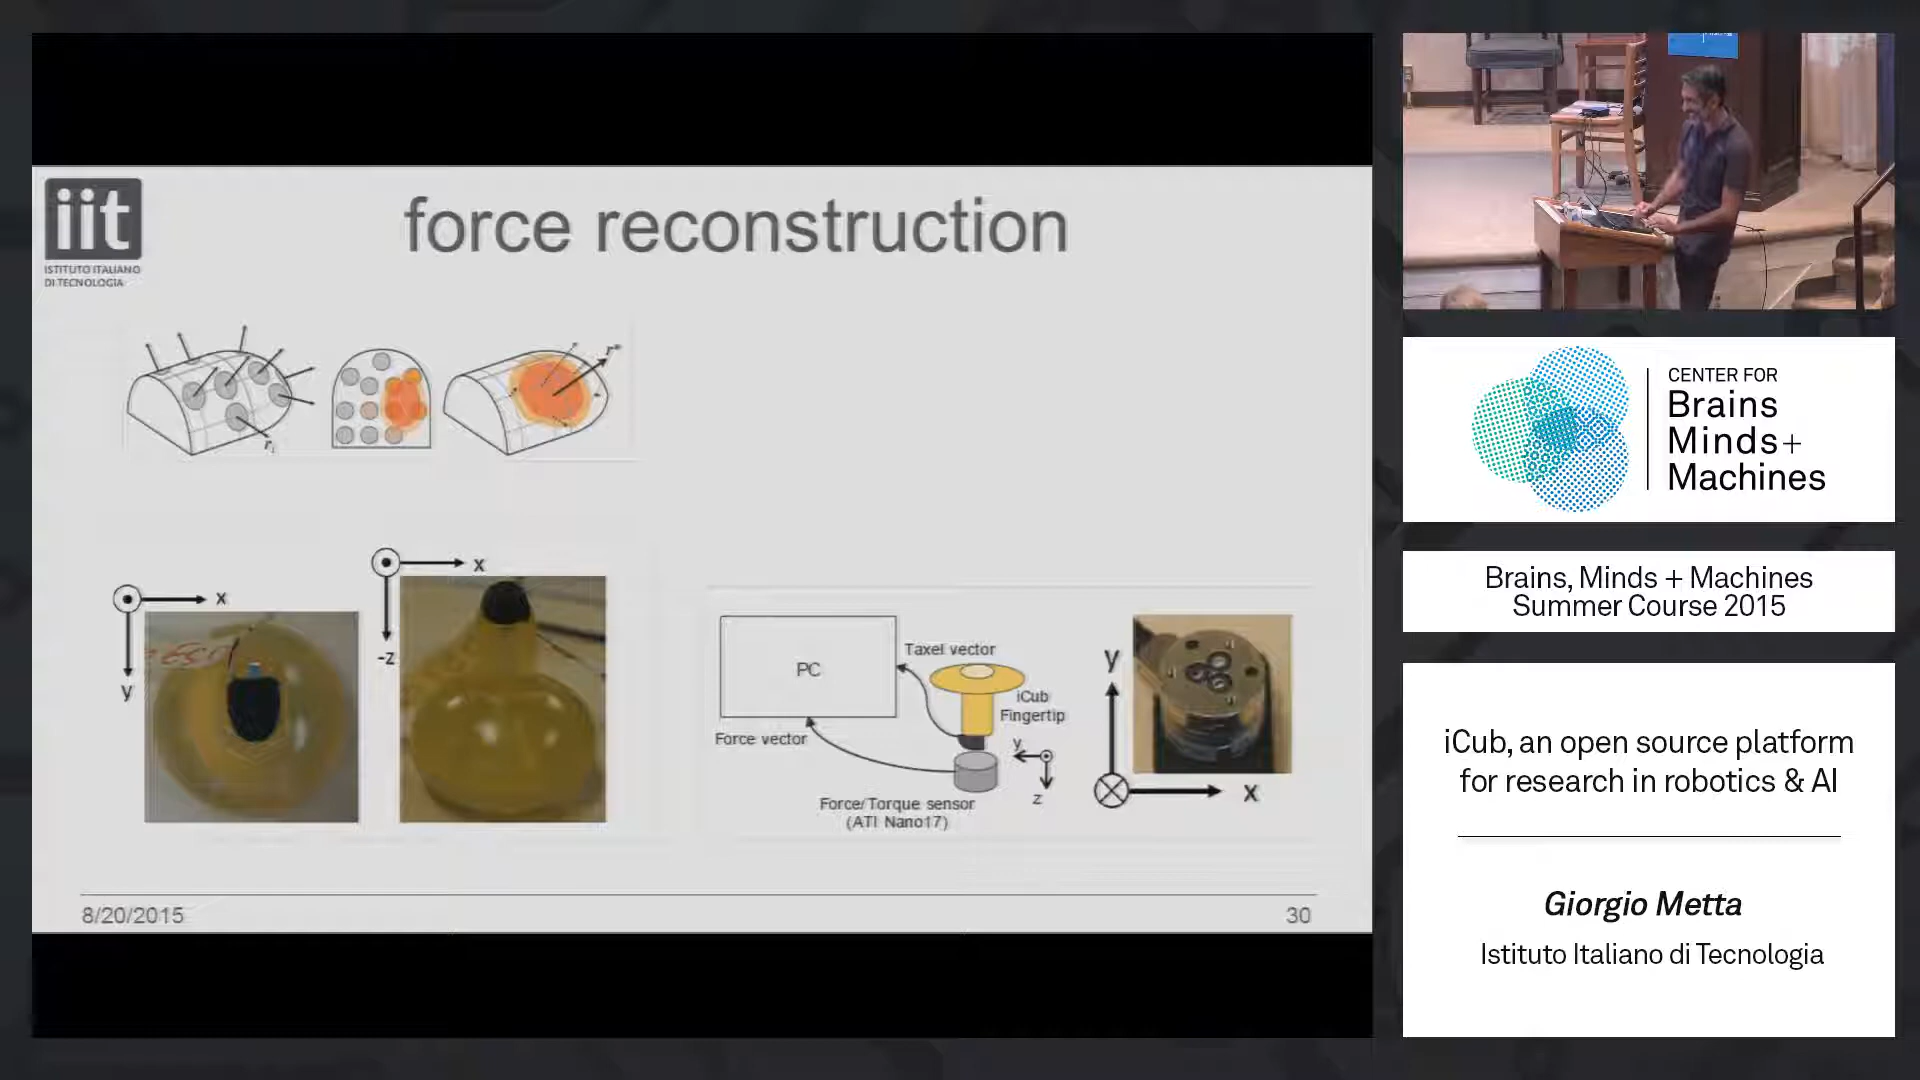 iit
ISTITUTO ITALIANO
DI TECNOLOGIA
force reconstruction
r*
x
y
x
-z
PC
Taxel vector
iCub
Fingertip
Force vector
y
z
Force/Torque sensor
(ATI Nano17)
y
x
8/20/2015
30
CENTER FOR
Brains
Minds+
Machines
Brains, Minds + Machines
Summer Course 2015
iCub, an open source platform
for research in robotics & AI
Giorgio Metta
Istituto Italiano di Tecnologia